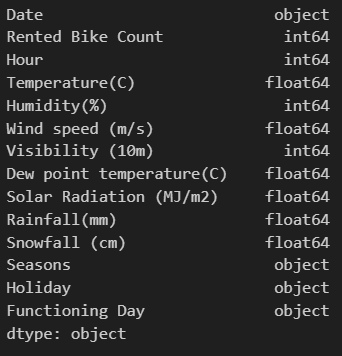 Date object
Rented Bike Count int64
Hour int64
Temperature(C) float64
Humidity(%) int64
Wind speed (m/s) float64
Visibility (10m) int64
Dew point temperature(C) float64
Solar Radiation (MJ/m2) float64
Rainfall(mm) float64
Snowfall (cm) float64
Seasons object
Holiday object
Functioning Day object
dtype: object